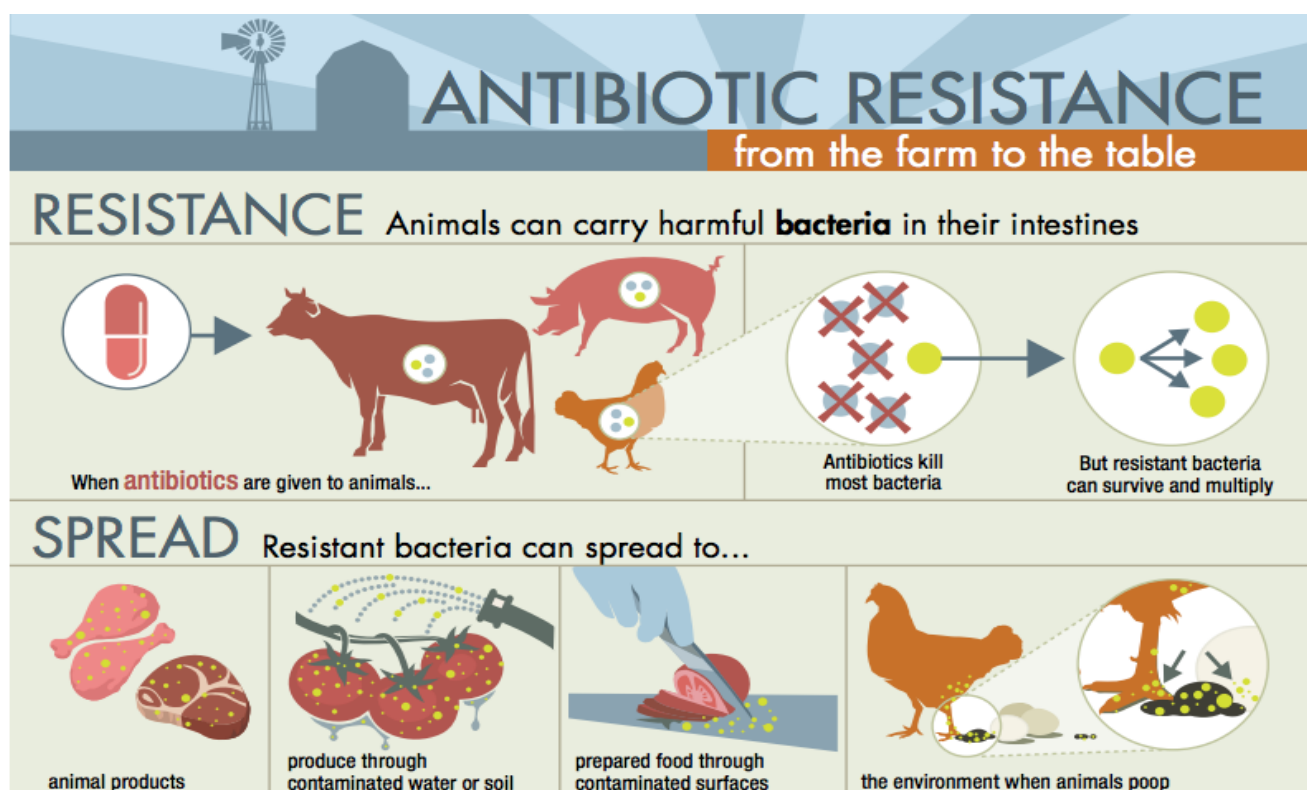 ANTIBIOTIC RESISTANCE
from the farm to the table
RESISTANCE Animals can carry harmful bacteria in their intestines
When antibiotics are given to animals...
Antibiotics kill
most bacteria
But resistant bacteria
can survive and multiply
SPREAD Resistant bacteria can spread to...
animal products
produce through
contaminated water or soil
prepared food through
contaminated surfaces
the environment when animals poop